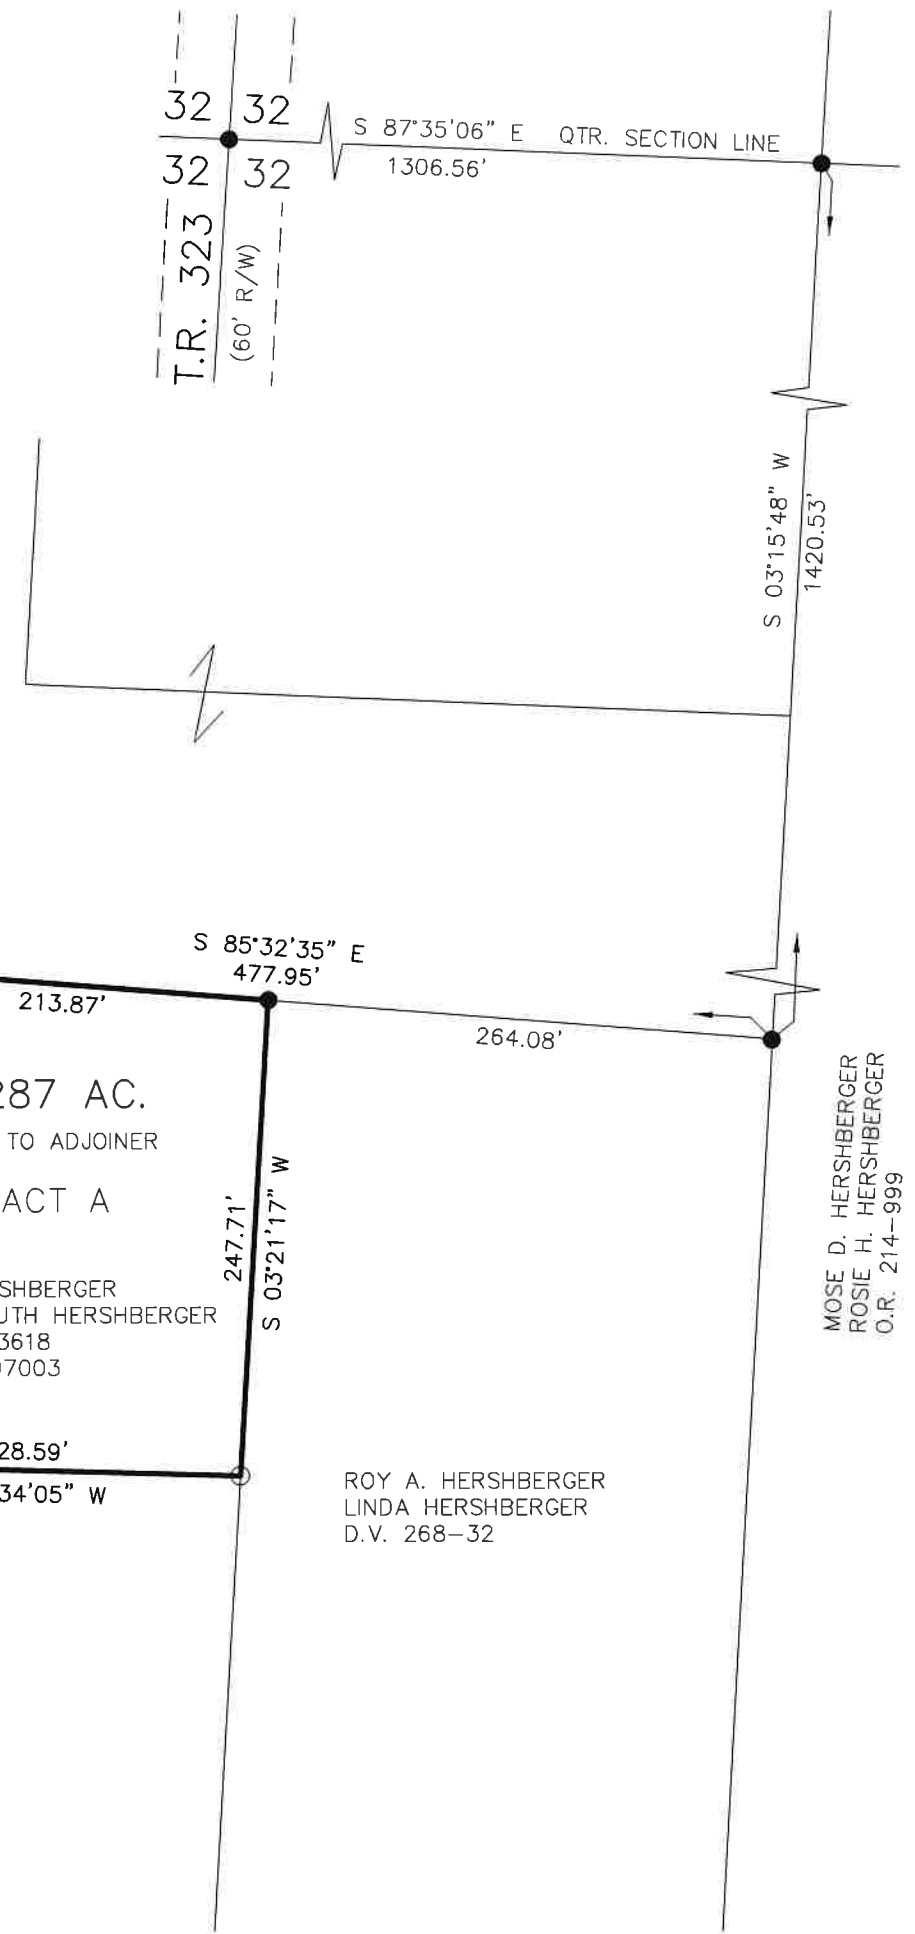 32 32
S 87°35'06" E QTR. SECTION LINE
1306.56'
32 32
T.R. 323
(60' R/W)
S 03°15'48" W
1420.53'
S 85°32'35" E
477.95'
213.87'
264.08'
287 AC.
TO ADJOINER
ACT A
247.71'
S 03°21'17" W
MOSE D. HERSHBERGER
ROSIE H. HERSHBERGER
O.R. 214-999
SHBERGER
UTH HERSHBERGER
3618
07003
28.59'
34'05" W
ROY A. HERSHBERGER
LINDA HERSHBERGER
D.V. 268-32